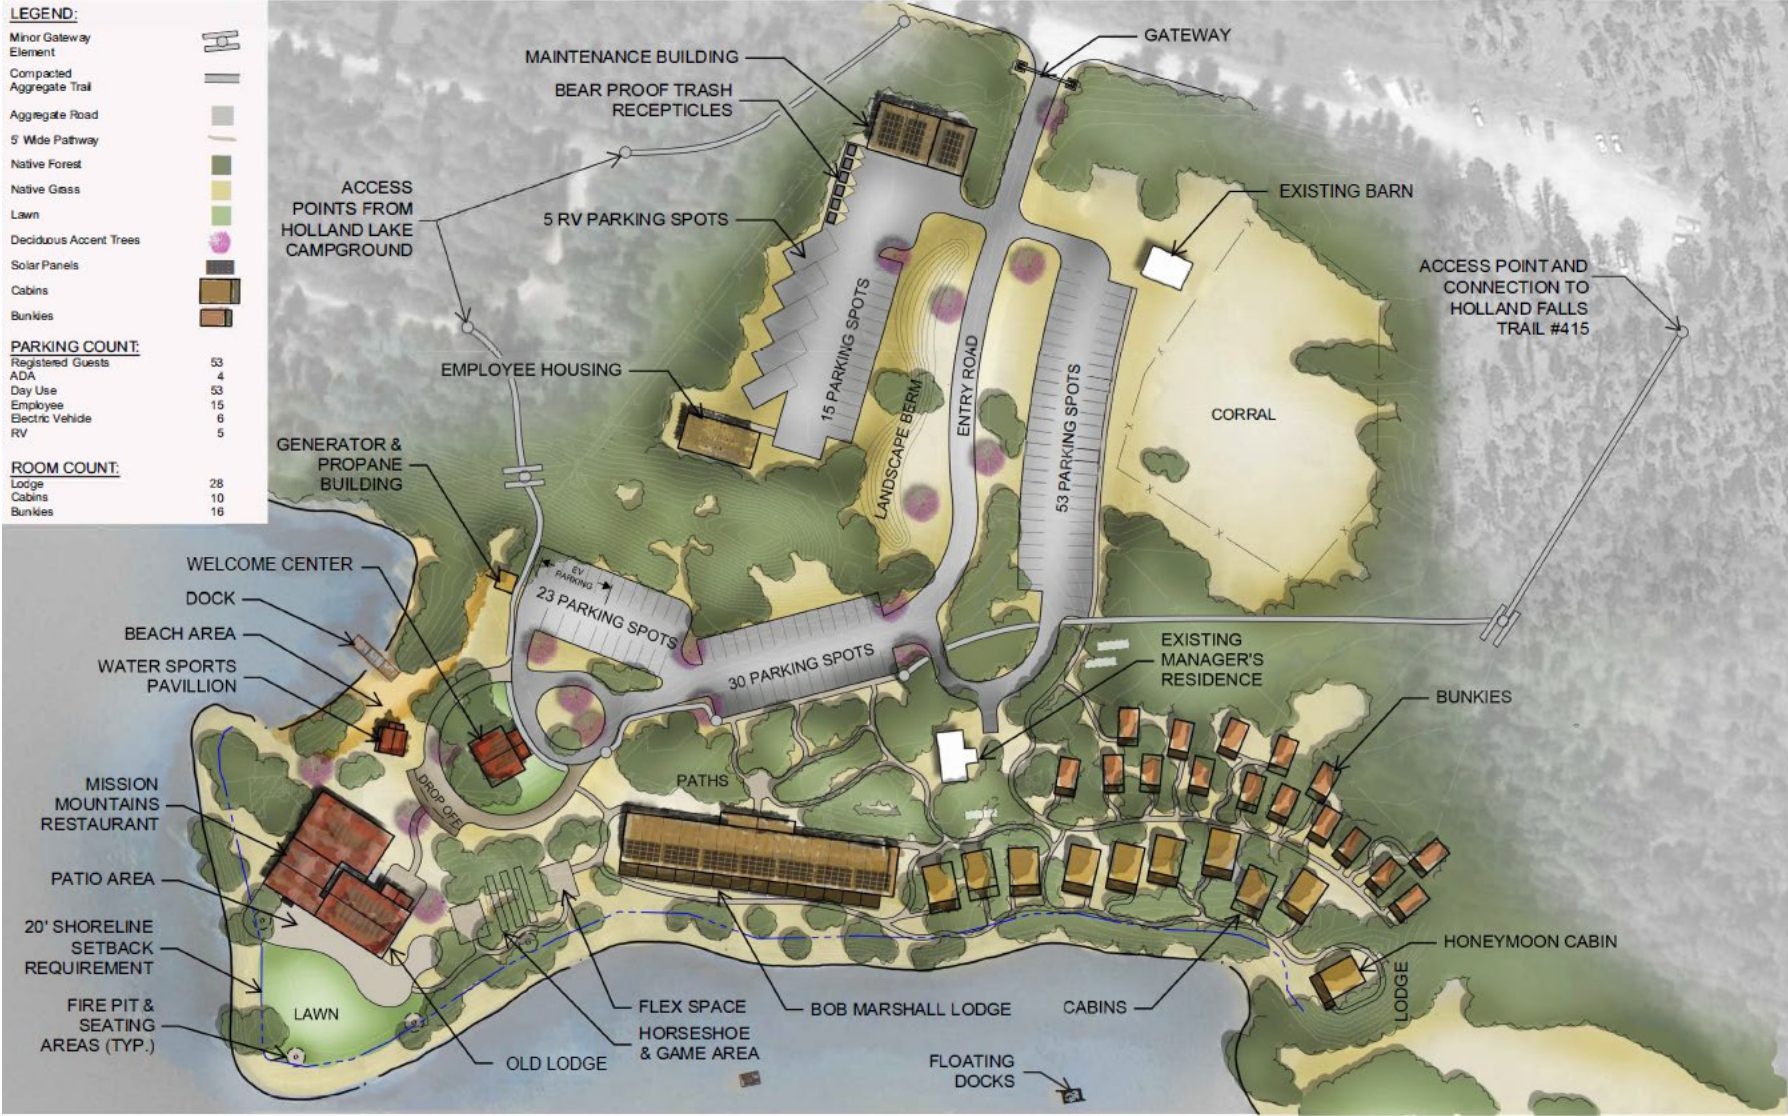 LEGEND:
Minor Gateway
Element
Compacted
Aggregate Trail
Aggregate Road
5' Wide Pathway
Native Forest
Native Grass
Lawn
Deciduous Accent Trees
Solar Panels
Cabins
Bunkies
PARKING COUNT:
Registered Guests 53
ADA 4
Day Use 53
Employee 15
Electric Vehicle 6
RV 5
ROOM COUNT:
Lodge 28
Cabins 10
Bunkies 16
GATEWAY
MAINTENANCE BUILDING
BEAR PROOF TRASH
RECEPTICLES
ACCESS
POINTS FROM
HOLLAND LAKE
CAMPGROUND
5 RV PARKING SPOTS
EXISTING BARN
ACCESS POINT AND
CONNECTION TO
HOLLAND FALLS
TRAIL #415
EMPLOYEE HOUSING
15 PARKING SPOTS
LANDSCAPE BERM
ENTRY ROAD
53 PARKING SPOTS
CORRAL
GENERATOR &
PROPANE
BUILDING
WELCOME CENTER
DOCK
BEACH AREA
WATER SPORTS
PAVILLION
EV
PARKING
23 PARKING SPOTS
30 PARKING SPOTS
EXISTING
MANAGER'S
RESIDENCE
BUNKIES
PATHS
DROP OFF
MISSION
MOUNTAINS
RESTAURANT
PATIO AREA
20' SHORELINE
SETBACK
REQUIREMENT
FIRE PIT &
SEATING
AREAS (TYP.)
LAWN
OLD LODGE
FLEX SPACE
HORSESHOE
& GAME AREA
BOB MARSHALL LODGE
CABINS
HONEYMOON CABIN
LODGE
FLOATING
DOCKS